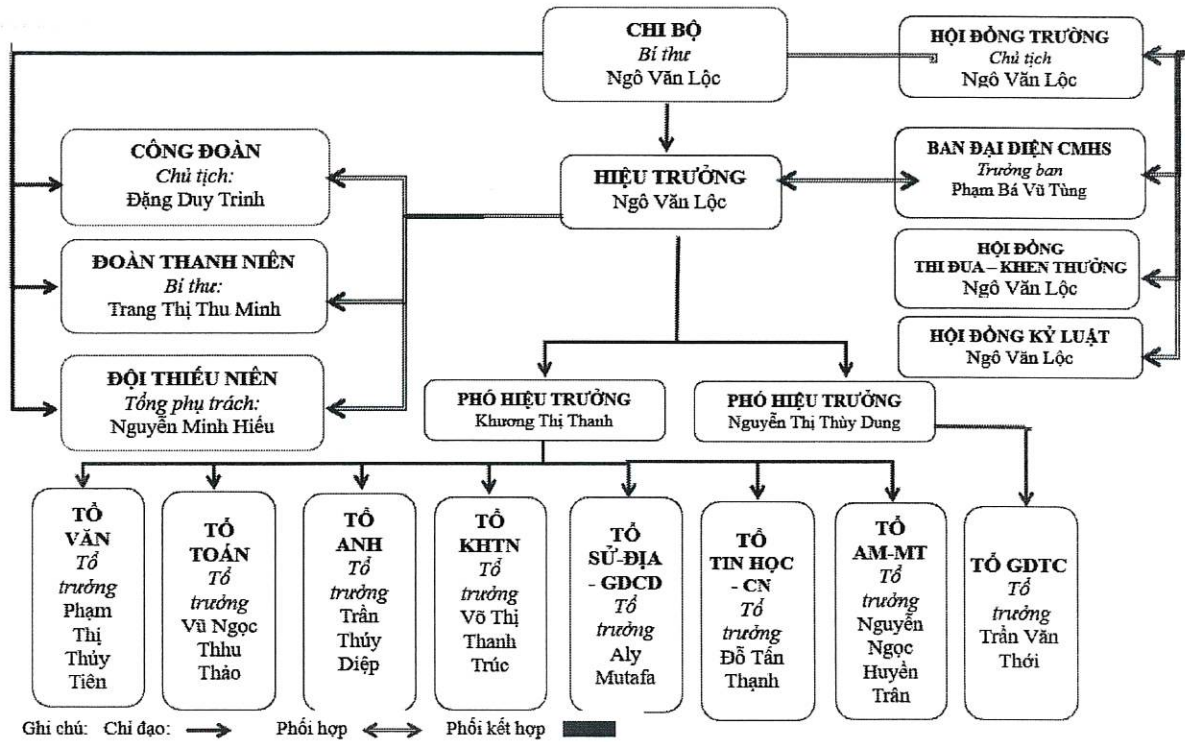 CHI BỘ
Bí thư
Ngô Văn Lộc
HỘI ĐỒNG TRƯỜNG
Chủ tịch
Ngô Văn Lộc
CÔNG ĐOÀN
Chủ tịch:
Đặng Duy Trinh
HIỆU TRƯỞNG
Ngô Văn Lộc
BAN ĐẠI DIỆN CMHS
Trưởng ban
Phạm Bá Vũ Tùng
ĐOÀN THANH NIÊN
Bí thư:
Trang Thị Thu Minh
HỘI ĐỒNG
THI ĐUA – KHEN THƯỞNG
Ngô Văn Lộc
HỘI ĐỒNG KỶ LUẬT
Ngô Văn Lộc
ĐỘI THIẾU NIÊN
Tổng phụ trách:
Nguyễn Minh Hiếu
PHÓ HIỆU TRƯỞNG
Khương Thị Thanh
PHÓ HIỆU TRƯỞNG
Nguyễn Thị Thùy Dung
TỔ
VĂN
Tổ
trưởng
Phạm
Thị
Thủy
Tiên
TỔ
TOÁN
Tổ
trưởng
Vũ Ngọc
Thhu
Thảo
TỔ
ANH
Tổ
trưởng
Trần
Thúy
Diệp
TỔ
KHTN
Tổ
trưởng
Võ Thị
Thanh
Trúc
TỔ
SỬ-ĐỊA
- GDCD
Tổ
trưởng
Aly
Mutafa
TỔ
TIN HỌC
- CN
Tổ
trưởng
Đỗ Tấn
Thạnh
TỔ
AM-MT
Tổ
trưởng
Nguyễn
Ngọc
Huyền
Trân
TỔ GDTC
Tổ
trưởng
Trần Văn
Thới
Ghi chú: Chỉ đạo: Phối hợp Phối kết hợp